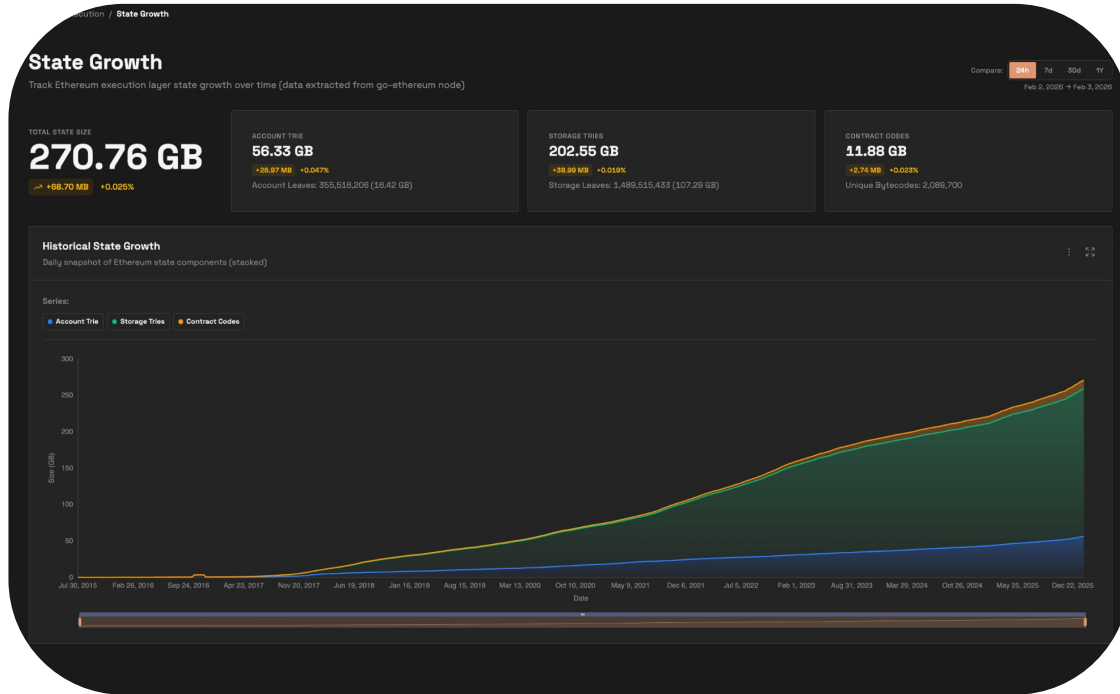 / State Growth
State Growth
Track Ethereum execution layer state growth over time (data extracted from go-ethereum node)
Compare: 24h 7d 30d 1Y
Feb 2, 2026 → Feb 3, 2026
TOTAL STATE SIZE
270.76 GB
+68.70 MB +0.025%
ACCOUNT TRIE
56.33 GB
+26.97 MB +0.047%
Account Leaves: 355,516,206 (16.42 GB)
STORAGE TRIES
202.55 GB
+38.99 MB +0.019%
Storage Leaves: 1,489,515,433 (107.29 GB)
CONTRACT CODES
11.88 GB
+2.74 MB +0.023%
Unique Bytecodes: 2,089,700
Historical State Growth
Daily snapshot of Ethereum state components (stacked)
Series:
Account Trie Storage Tries Contract Codes
300
250
200
150
100
50
0
Size (GB)
Jul 30, 2015 Feb 25, 2016 Sep 24, 2016 Apr 23, 2017 Nov 20, 2017 Jun 19, 2018 Jan 16, 2019 Aug 15, 2019 Mar 13, 2020 Oct 10, 2020 May 9, 2021 Dec 6, 2021 Jul 5, 2022 Feb 1, 2023 Aug 31, 2023 Mar 29, 2024 Oct 26, 2024 May 25, 2025 Dec 22, 2025
Date